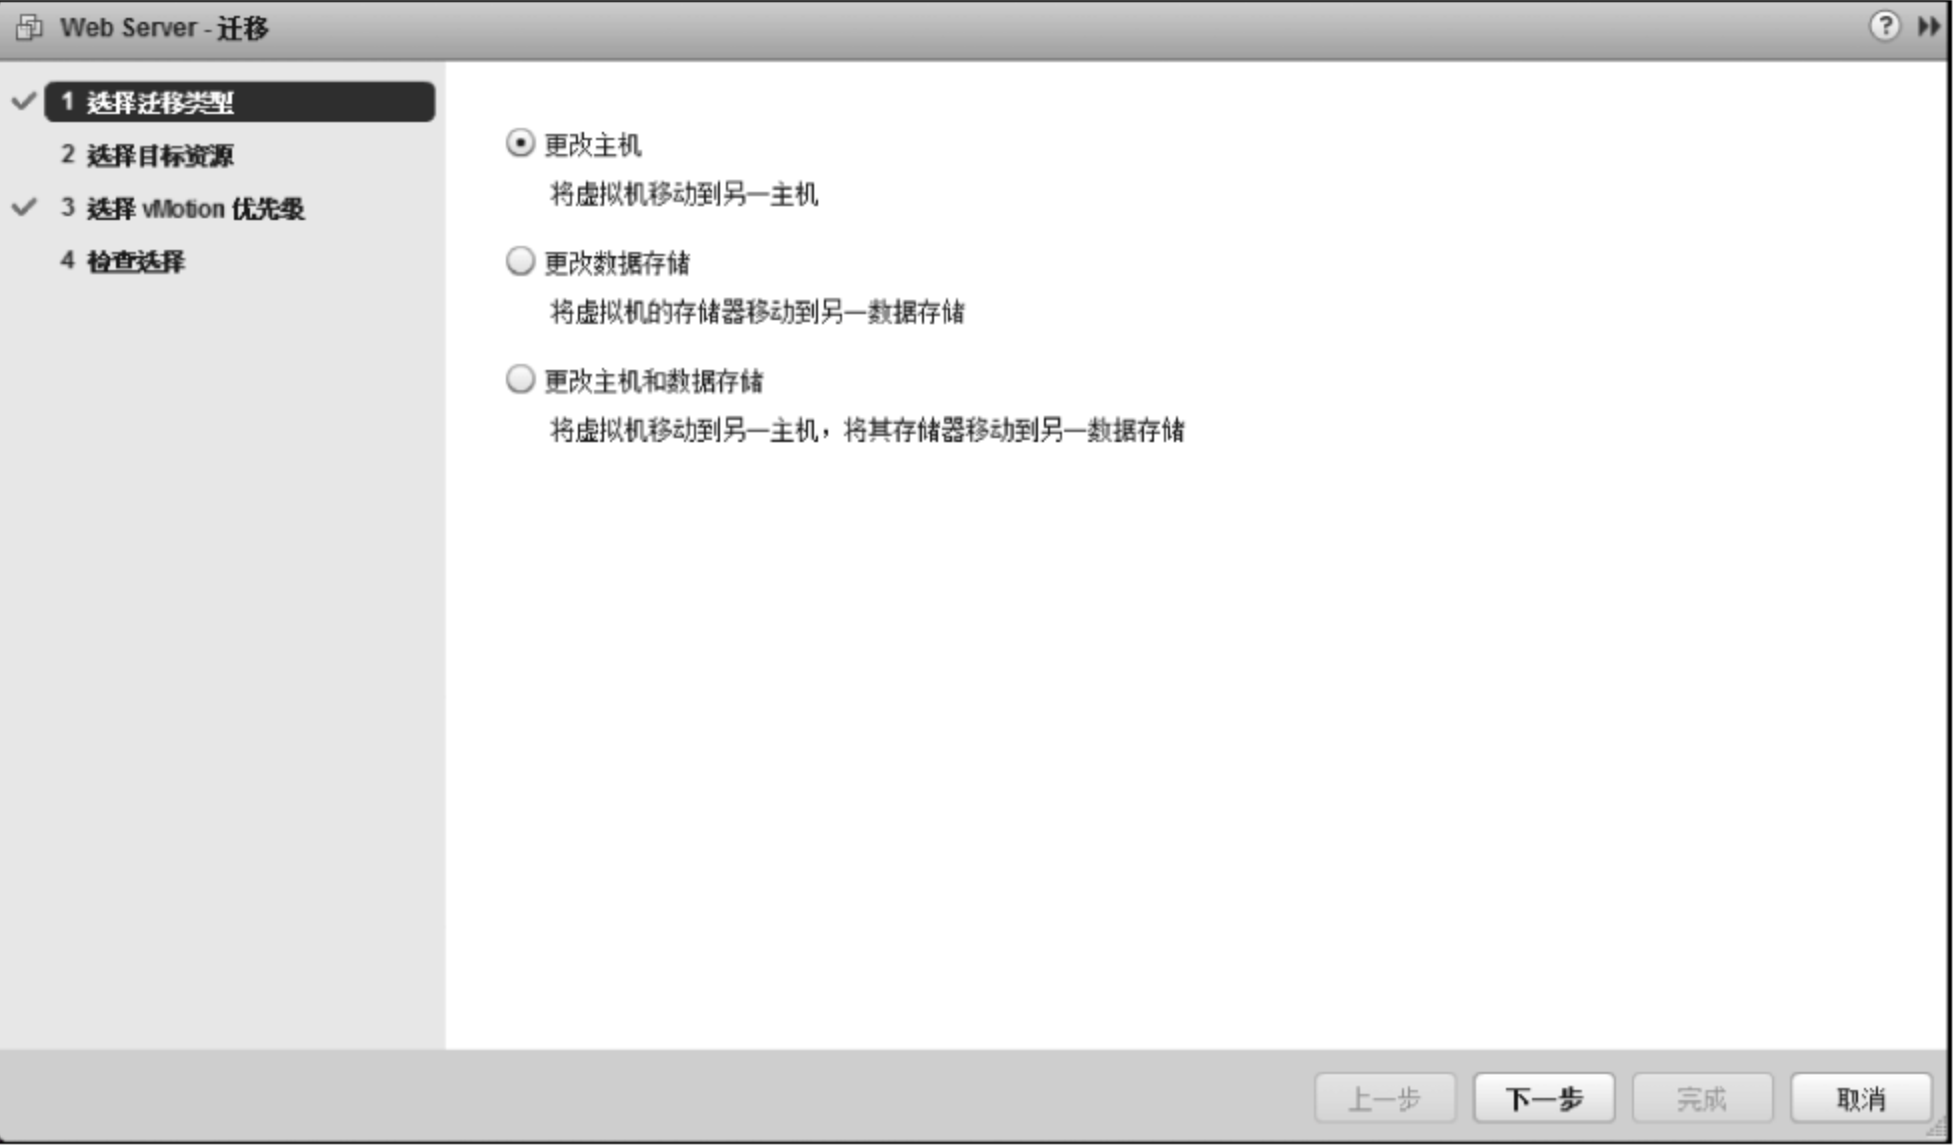 Web Server - 迁移
1 选择迁移类型
2 选择目标资源
3 选择 vMotion 优先级
4 检查选择
更改主机
将虚拟机移动到另一主机
更改数据存储
将虚拟机的存储器移动到另一数据存储
更改主机和数据存储
将虚拟机移动到另一主机，将其存储器移动到另一数据存储
上一步 下一步 完成 取消